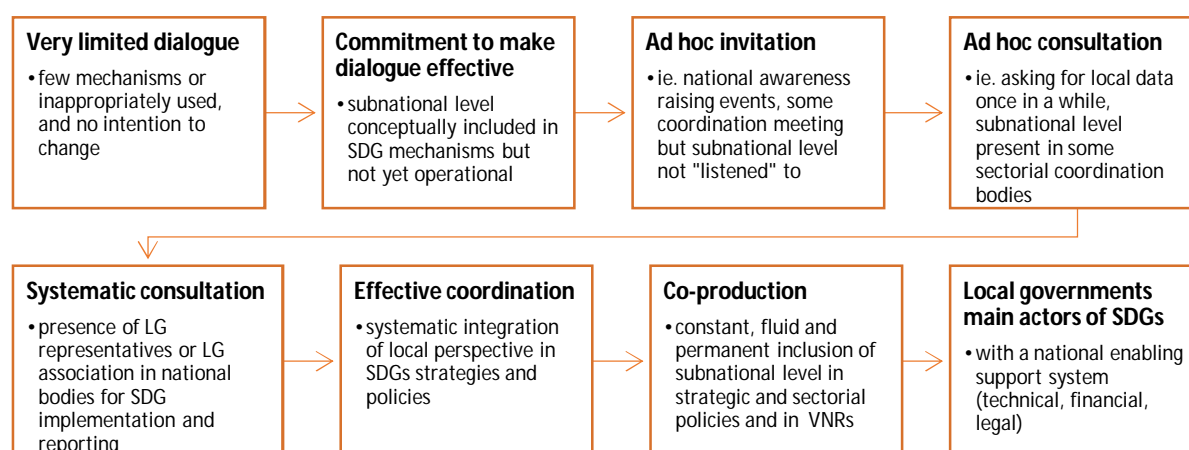 Very limited dialogue
•few mechanisms or
inappropriately used,
and no intention to
change
Commitment to make
dialogue effective
•subnational level
conceptually included in
SDG mechanisms but
not yet operational
Ad hoc invitation
•ie. national awareness
raising events, some
coordination meeting
but subnational level
not "listened" to
Ad hoc consultation
•ie. asking for local data
once in a while,
subnational level
present in some
sectorial coordination
bodies
Systematic consultation
•presence of LG
representatives or LG
association in national
bodies for SDG
implementation and
reporting
Effective coordination
•systematic integration
of local perspective in
SDGs strategies and
policies
Co-production
•constant, fluid and
permanent inclusion of
subnational level in
strategic and sectorial
policies and in VNRs
Local governments
main actors of SDGs
•with a national enabling
support system
(technical, financial,
legal)